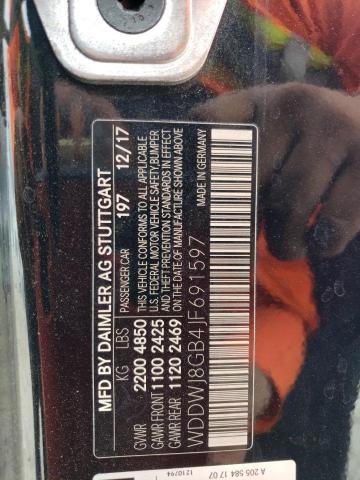 MFD BY DAIMLER AG STUTTGART
PASSENGER CAR 197 12/17
KG LBS
THIS VEHICLE CONFORMS TO ALL APPLICABLE
U.S. FEDERAL MOTOR VEHICLE SAFETY BUMPER
AND THEFT PREVENTION STANDARDS IN EFFECT
ON THE DATE OF MANUFACTURE SHOWN ABOVE
GVWR 2200 4850
GAWR FRONT 1100 2425
GAWR REAR 1120 2469
MADE IN GERMANY
WDDWJ8GB4JF691597
A 205 584 17 07
1210794